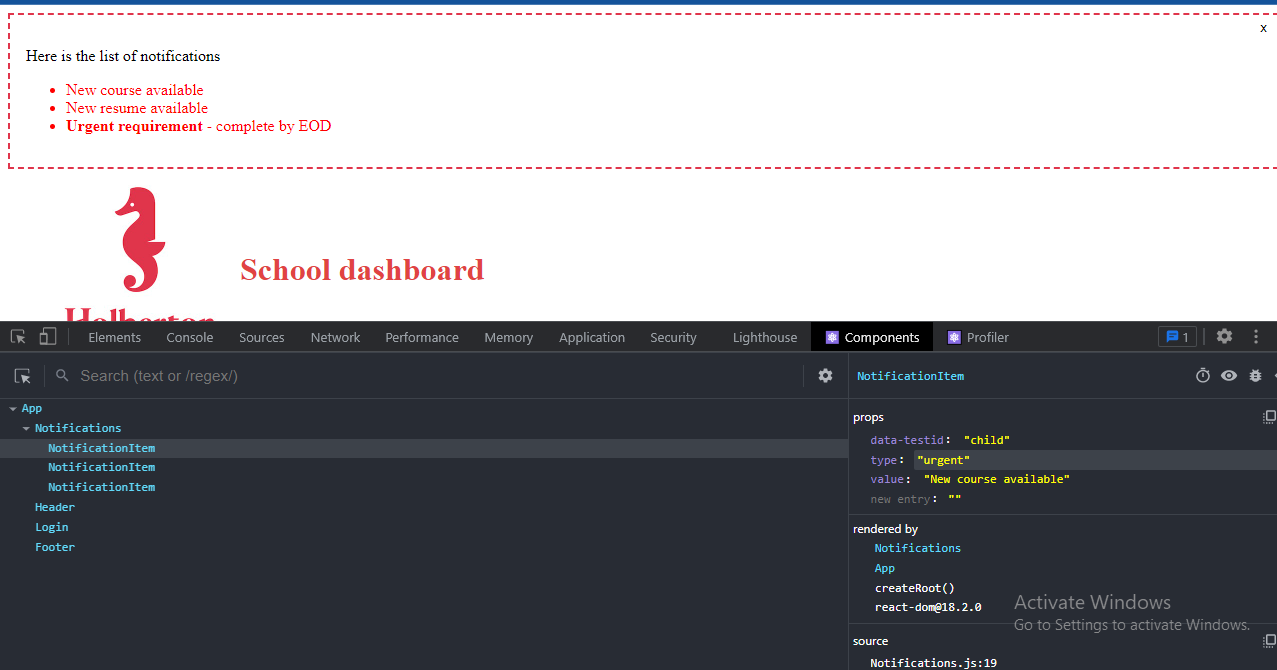 x
Here is the list of notifications
New course available
New resume available
Urgent requirement - complete by EOD
School dashboard
Holberton
Elements Console Sources Network Performance Memory Application Security Lighthouse Components Profiler 1
Search (text or /regex/)
NotificationItem
App
Notifications
NotificationItem
NotificationItem
NotificationItem
Header
Login
Footer
props
data-testid: "child"
type: "urgent"
value: "New course available"
new entry: ""
rendered by
Notifications
App
createRoot()
react-dom@18.2.0
Activate Windows
Go to Settings to activate Windows.
source
Notifications.js:19